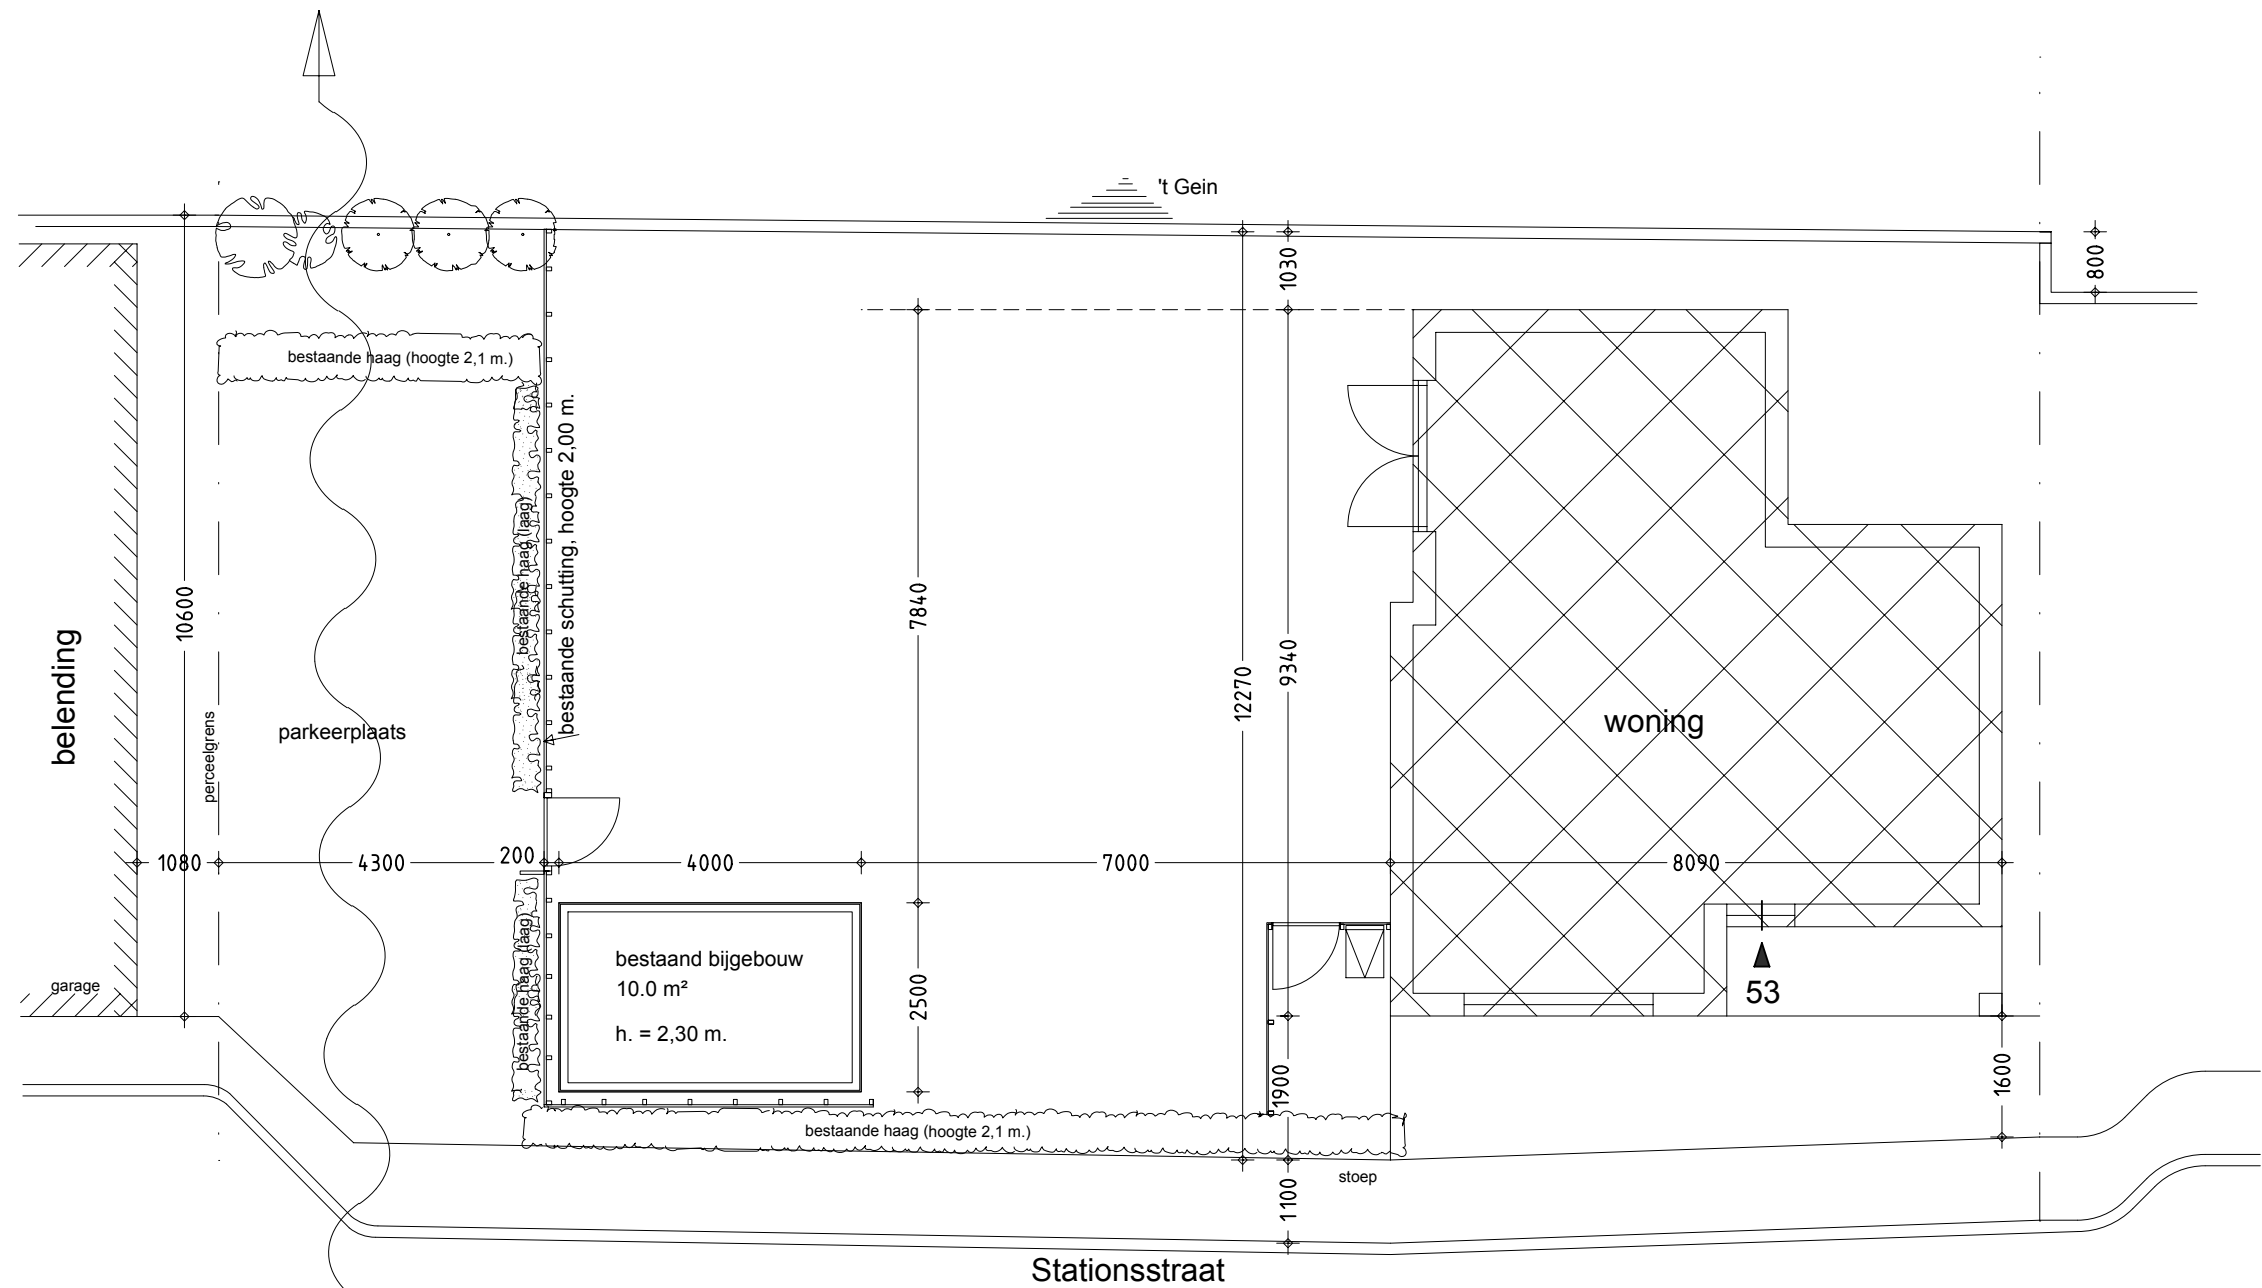 't Gein
1030
800
bestaande haag (hoogte 2,1 m.)
bestaande schutting, hoogte 2,00 m.
bestaande haag (laag)
10600
7840
9340
12270
belending
perceelgrens
parkeerplaats
woning
1080
4300
200
4000
7000
8090
bestaand bijgebouw
10.0 m²
h. = 2,30 m.
bestaande haag (laag)
2500
garage
53
1900
1600
bestaande haag (hoogte 2,1 m.)
stoep
1100
Stationsstraat